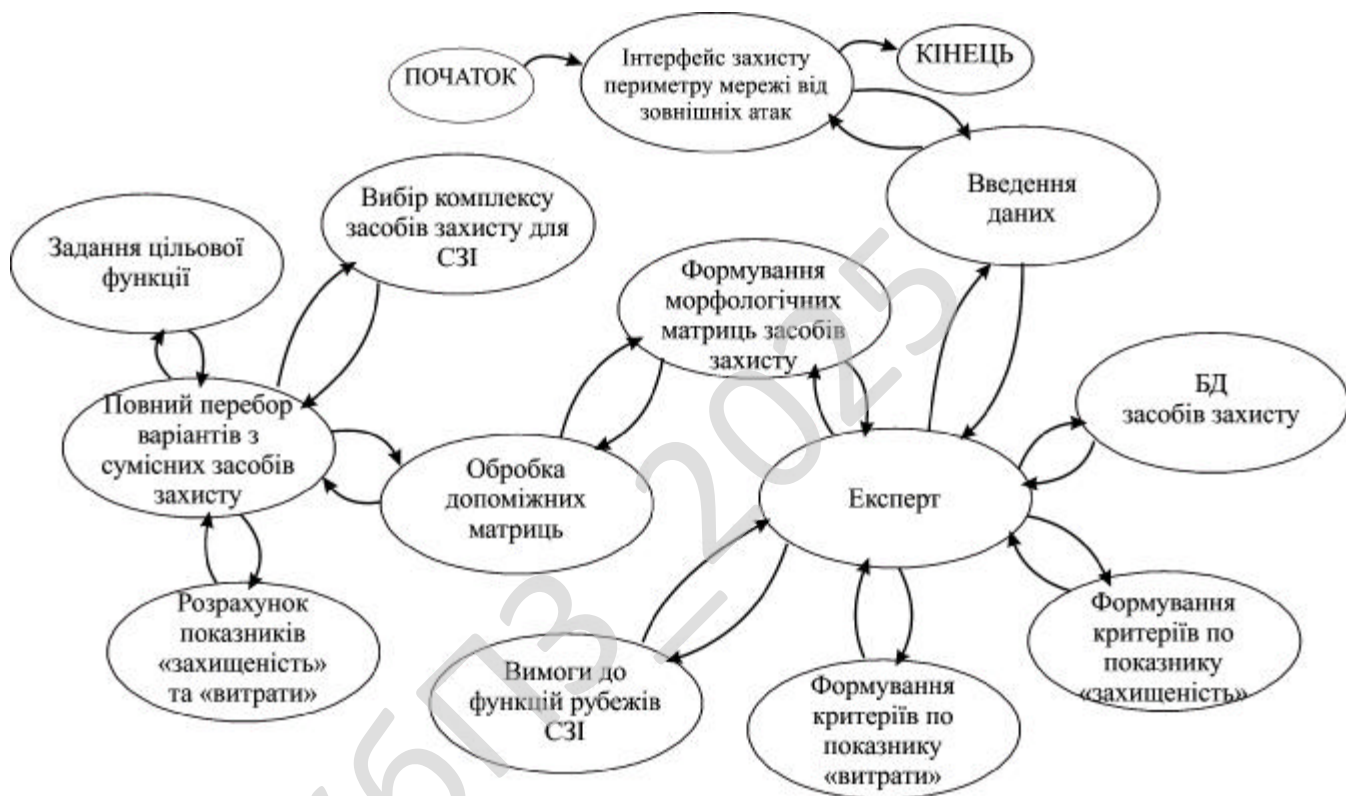 ПОЧАТОК
Інтерфейс захисту
периметру мережі від
зовнішніх атак
КІНЕЦЬ
Введення
даних
Вибір комплексу
засобів захисту для
СЗІ
Задання цільової
функції
Формування
морфологічних
матриць засобів
захисту
БД
засобів захисту
Повний перебор
варіантів з
сумісних засобів
захисту
Обробка
допоміжних
матриць
Експерт
Розрахунок
показників
«захищеність»
та «витрати»
Вимоги до
функцій рубежів
СЗІ
Формування
критеріїв по
показнику
«витрати»
Формування
критеріїв по
показнику
«захищеність»